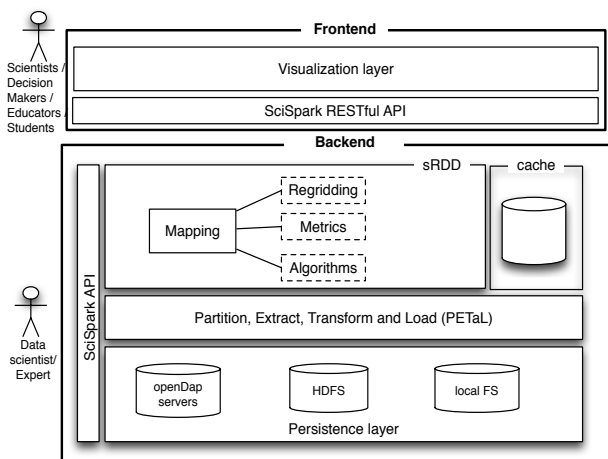 Frontend
Scientists /
Decision
Makers /
Educators /
Students
Visualization layer
SciSpark RESTful API
Backend
sRDD
cache
Regridding
Mapping
Metrics
Algorithms
SciSpark API
Data
scientist/
Expert
Partition, Extract, Transform and Load (PETaL)
openDap
servers
HDFS
local FS
Persistence layer